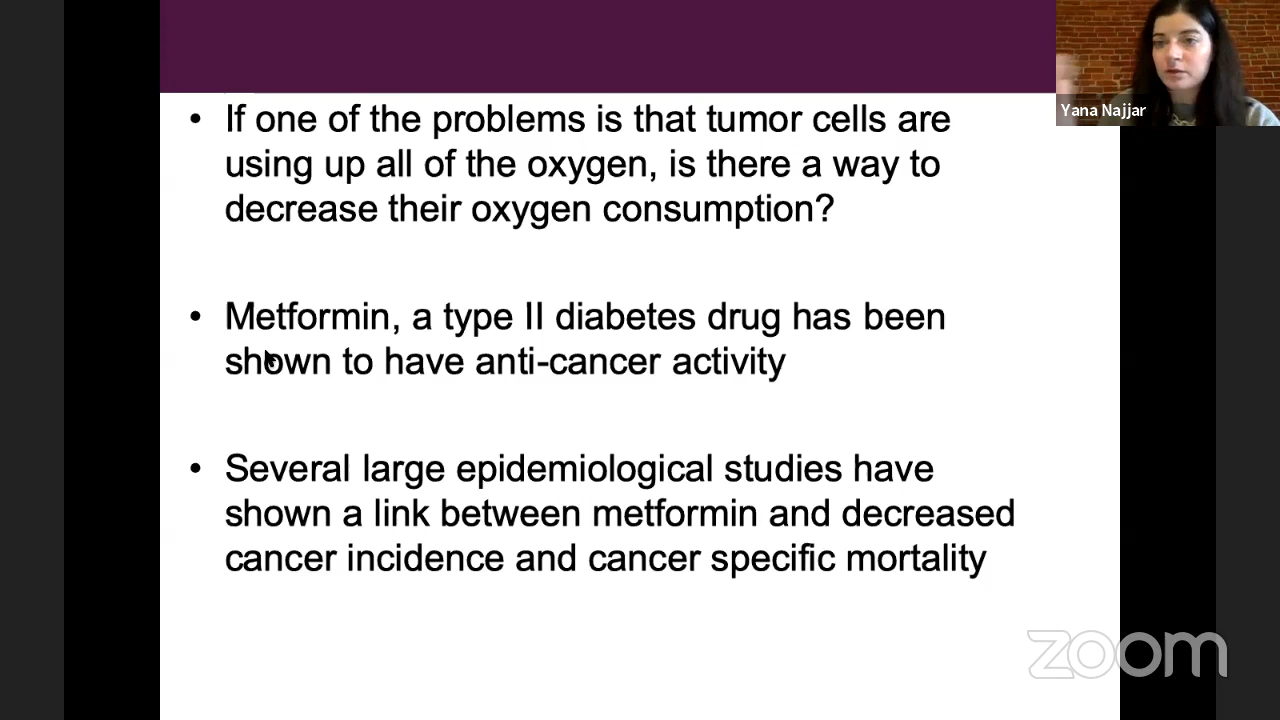 • If one of the problems is that tumor cells are
using up all of the oxygen, is there a way to
decrease their oxygen consumption?
• Metformin, a type II diabetes drug has been
shown to have anti-cancer activity
• Several large epidemiological studies have
shown a link between metformin and decreased
cancer incidence and cancer specific mortality
Yana Najjar
zoom